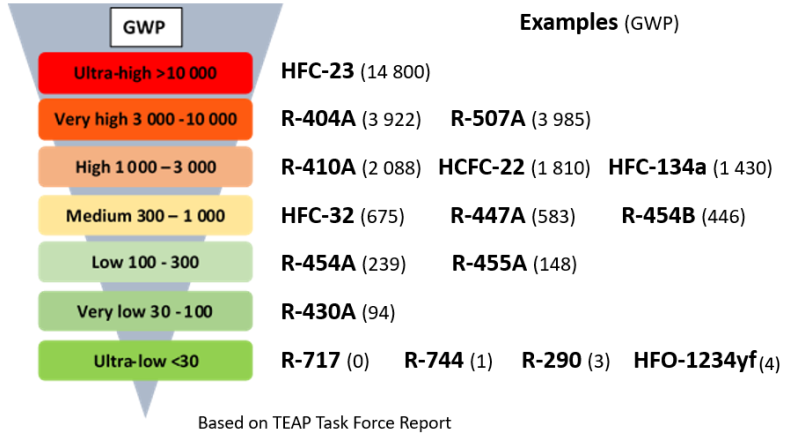 GWP Examples (GWP)
Ultra-high >10 000 HFC-23 (14 800)
Very high 3 000 -10 000 R-404A (3 922) R-507A (3 985)
High 1 000 – 3 000 R-410A (2 088) HCFC-22 (1 810) HFC-134a (1 430)
Medium 300 – 1 000 HFC-32 (675) R-447A (583) R-454B (446)
Low 100 - 300 R-454A (239) R-455A (148)
Very low 30 - 100 R-430A (94)
Ultra-low <30 R-717 (0) R-744 (1) R-290 (3) HFO-1234yf (4)
Based on TEAP Task Force Report